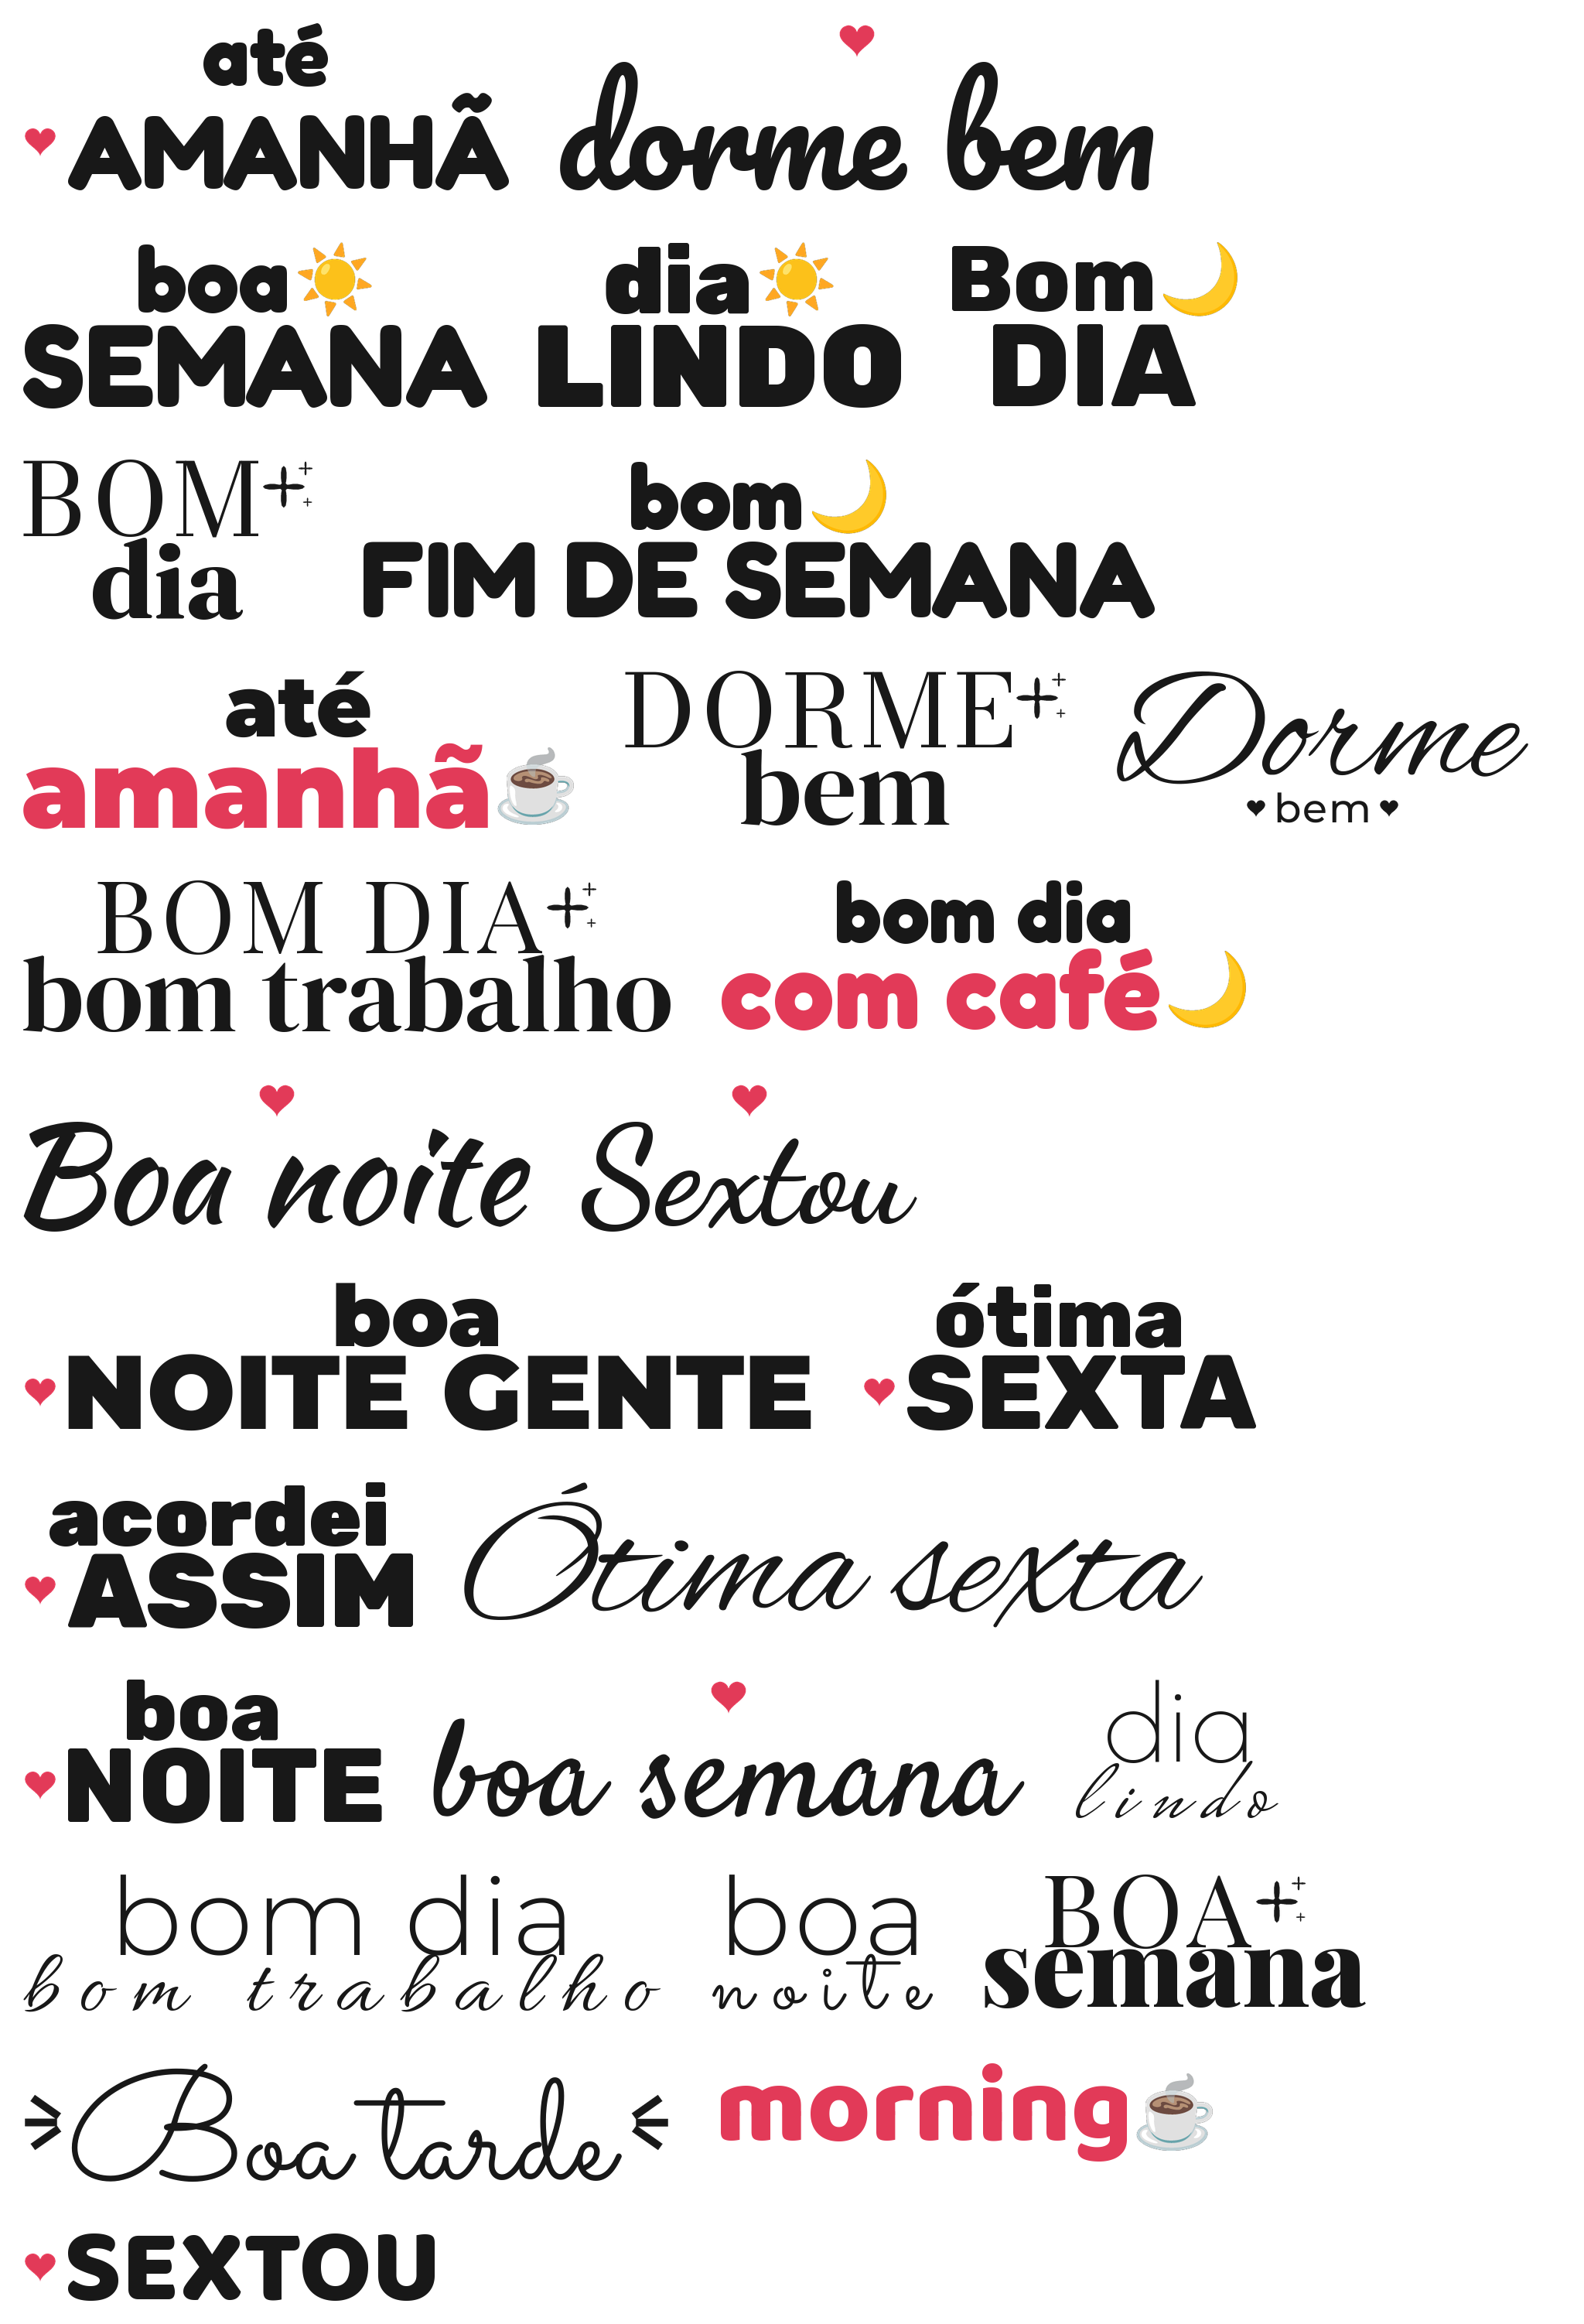 até
AMANHÃ
dorme bem
boa
SEMANA
dia
LINDO
Bom
DIA
BOM
dia
bom
FIM DE SEMANA
até
amanhã
DORME
bem
Dorme
bem
BOM DIA
bom trabalho
bom dia
com café
Boa noite
Sextou
boa
NOITE GENTE
ótima
SEXTA
acordei
ASSIM
Ótima sexta
boa
NOITE
boa semana
dia
lindo
bom dia
bom trabalho
boa
noite
BOA
semana
Boa tarde
morning
SEXTOU